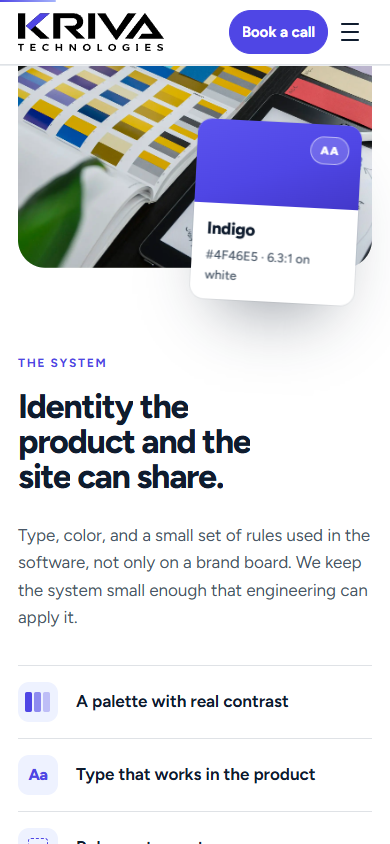 KRIVA
TECHNOLOGIES
Book a call
AA
Indigo
#4F46E5 · 6.3:1 on
white
THE SYSTEM
Identity the
product and the
site can share.
Type, color, and a small set of rules used in the
software, not only on a brand board. We keep
the system small enough that engineering can
apply it.
A palette with real contrast
Aa
Type that works in the product